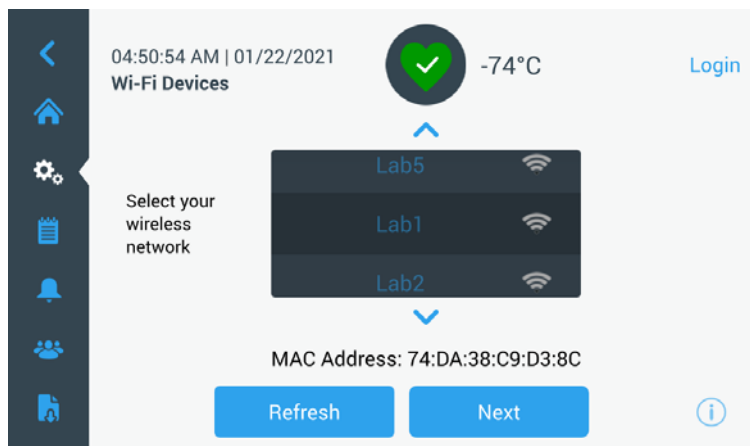 04:50:54 AM | 01/22/2021
Wi-Fi Devices
-74°C
Login
Select your
wireless
network
Lab5
Lab1
Lab2
MAC Address: 74:DA:38:C9:D3:8C
Refresh
Next
i